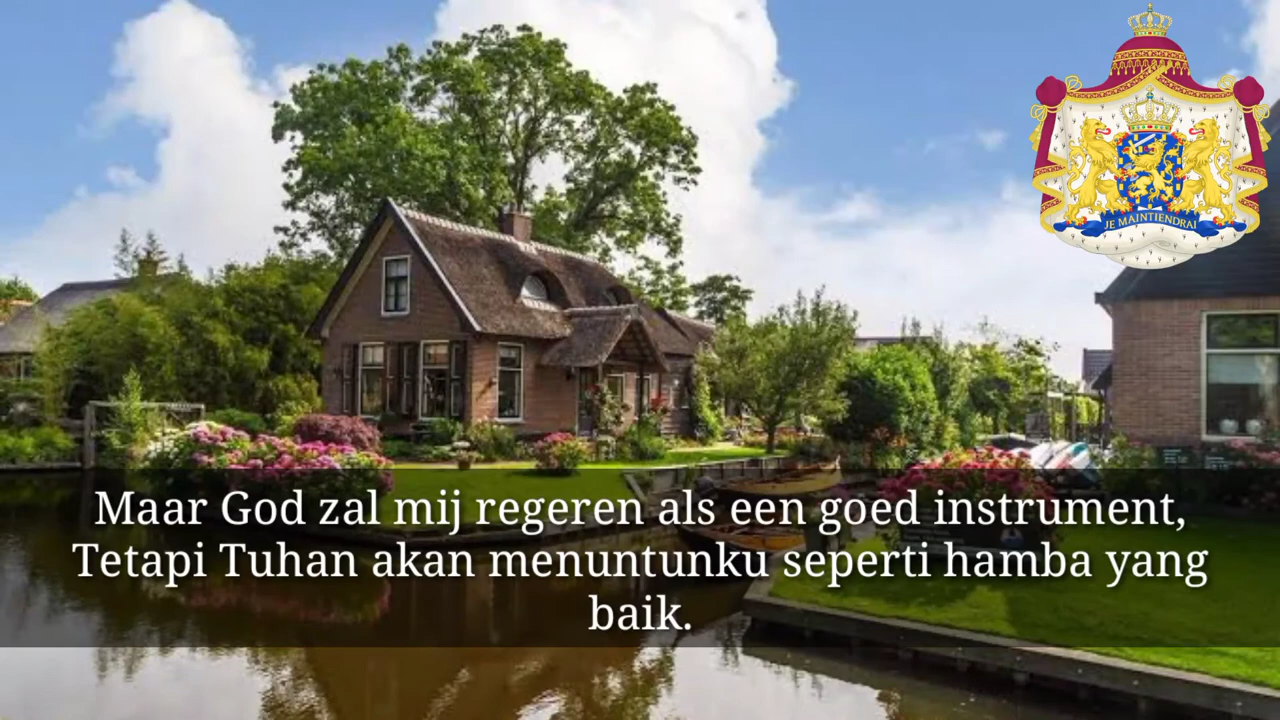 JE MAINTIENDRAI
Maar God zal mij regeren als een goed instrument,
Tetapi Tuhan akan menuntunku seperti hamba yang
baik.